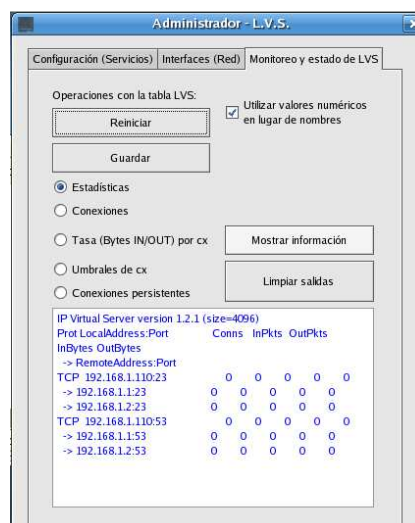 Administrador - L.V.S.
Configuración (Servicios) Interfaces (Red) Monitoreo y estado de LVS
Operaciones con la tabla LVS:
Reiniciar
Utilizar valores numéricos
en lugar de nombres
Guardar
Estadísticas
Conexiones
Tasa (Bytes IN/OUT) por cx
Mostrar información
Umbrales de cx
Limpiar salidas
Conexiones persistentes
IP Virtual Server version 1.2.1 (size=4096)
Prot LocalAddress:Port Conns InPkts OutPkts
InBytes OutBytes
-> RemoteAddress:Port
TCP 192.168.1.110:23 0 0 0 0 0
-> 192.168.1.1:23 0 0 0 0 0
-> 192.168.1.2:23 0 0 0 0 0
TCP 192.168.1.110:53 0 0 0 0 0
-> 192.168.1.1:53 0 0 0 0 0
-> 192.168.1.2:53 0 0 0 0 0